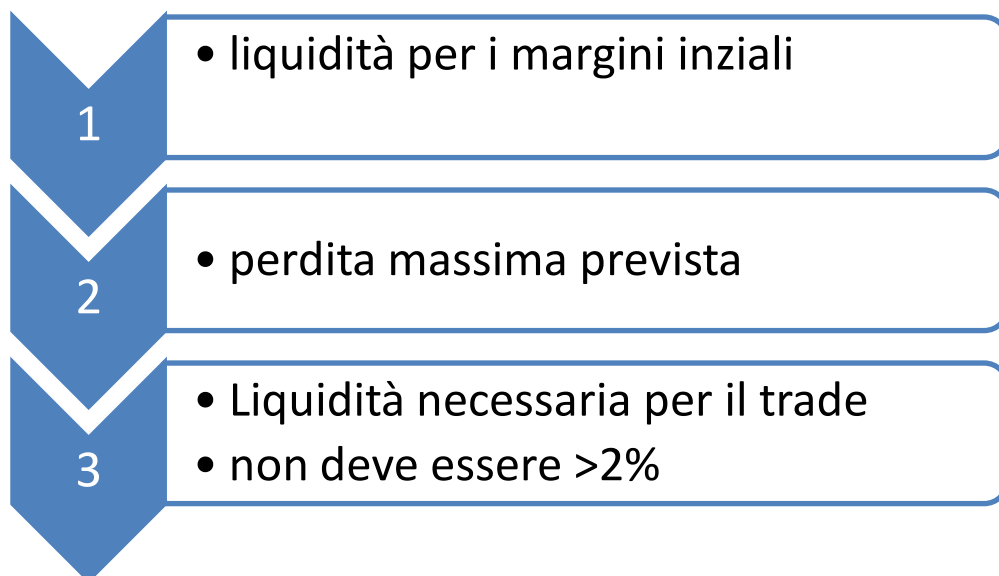 1
• liquidità per i margini inziali
2
• perdita massima prevista
3
• Liquidità necessaria per il trade
• non deve essere >2%